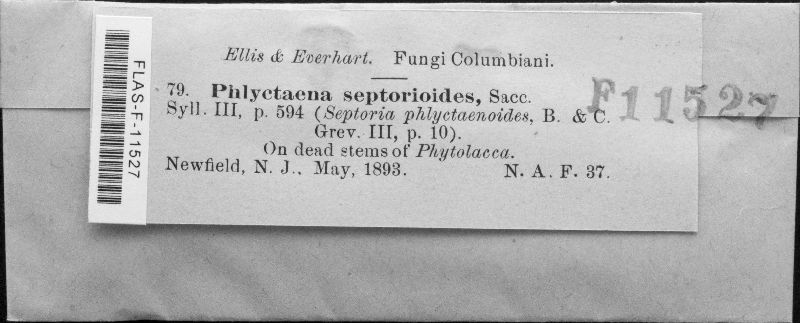 FLAS-F-11527
Ellis & Everhart. Fungi Columbiani.
79. Phlyctaena septorioides, Sacc.
F11527
Syll. III, p. 594 (Septoria phlyctaenoides, B. & C.
Grev. III, p. 10).
On dead stems of Phytolacca.
Newfield, N. J., May, 1893. N. A. F. 37.